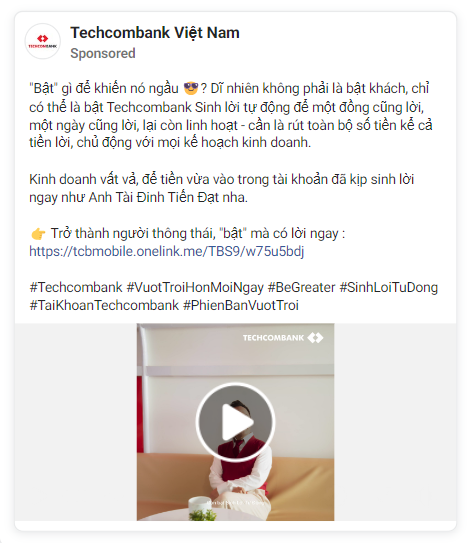 TECHCOMBANK
Techcombank Việt Nam
Sponsored
"Bật" gì để khiến nó ngầu 😎? Dĩ nhiên không phải là bật khách, chỉ
có thể là bật Techcombank Sinh lời tự động để một đồng cũng lời,
một ngày cũng lời, lại còn linh hoạt - cần là rút toàn bộ số tiền kể cả
tiền lời, chủ động với mọi kế hoạch kinh doanh.
Kinh doanh vất vả, để tiền vừa vào trong tài khoản đã kịp sinh lời
ngay như Anh Tài Đinh Tiến Đạt nha.
👉 Trở thành người thông thái, "bật" mà có lời ngay :
https://tcbmobile.onelink.me/TBS9/w75u5bdj
#Techcombank #VuotTroiHonMoiNgay #BeGreater #SinhLoiTuDong
#TaiKhoanTechcombank #PhienBanVuotTroi
TECHCOMBANK